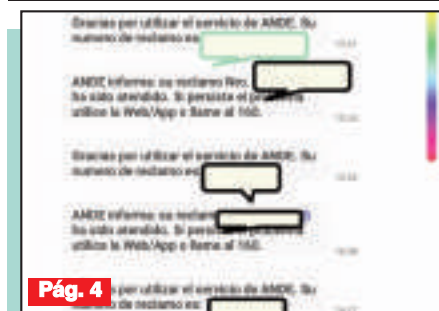 Gracias por utilizar el servicio de ANDE. Su
numero de reclamo es:
ANDE informa: su reclamo Nro.
ha sido atendido. Si persiste el
utilice la Web/App o llame al 160.
Gracias por utilizar el servicio de ANDE. Su
numero de reclamo es:
ANDE informa: su reclamo
ha sido atendido. Si persiste
utilice la Web/App o llame al 160.
Pág. 4
por utilizar el servicio de ANDE. Su
de reclamo es: